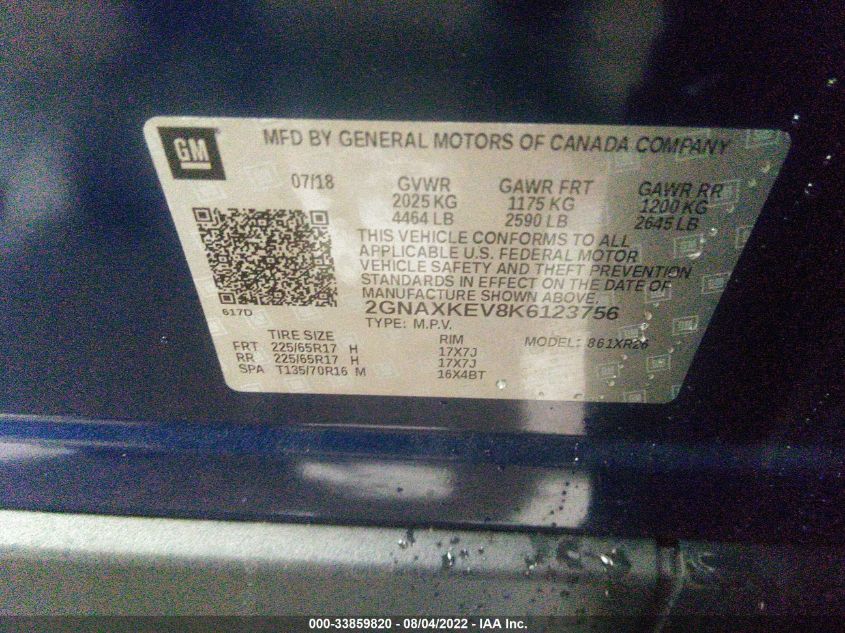 GM
MFD BY GENERAL MOTORS OF CANADA COMPANY
07/18 GVWR GAWR FRT GAWR RR
2025 KG 1175 KG 1200 KG
4464 LB 2590 LB 2645 LB
THIS VEHICLE CONFORMS TO ALL
APPLICABLE U.S. FEDERAL MOTOR
VEHICLE SAFETY AND THEFT PREVENTION
STANDARDS IN EFFECT ON THE DATE OF
MANUFACTURE SHOWN ABOVE.
617D
2GNAXKEV8K6123756
TYPE: M.P.V.
TIRE SIZE RIM MODEL: 861XR26
FRT 225/65R17 H 17X7J
RR 225/65R17 H 17X7J
SPA T135/70R16 M 16X4BT
000-33859820 - 08/04/2022 - IAA Inc.